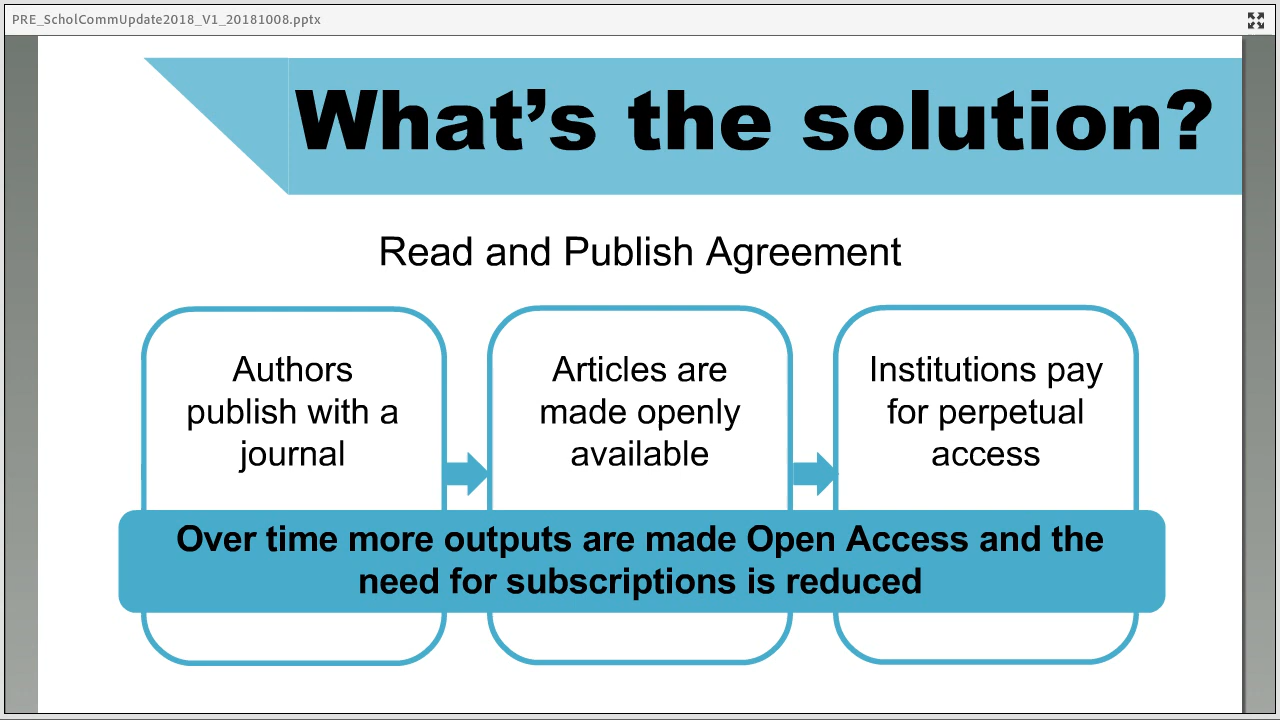 PRE_ScholCommUpdate2018_V1_20181008.pptx
What’s the solution?
Read and Publish Agreement
Authors
publish with a
journal
Articles are
made openly
available
Institutions pay
for perpetual
access
Over time more outputs are made Open Access and the
need for subscriptions is reduced